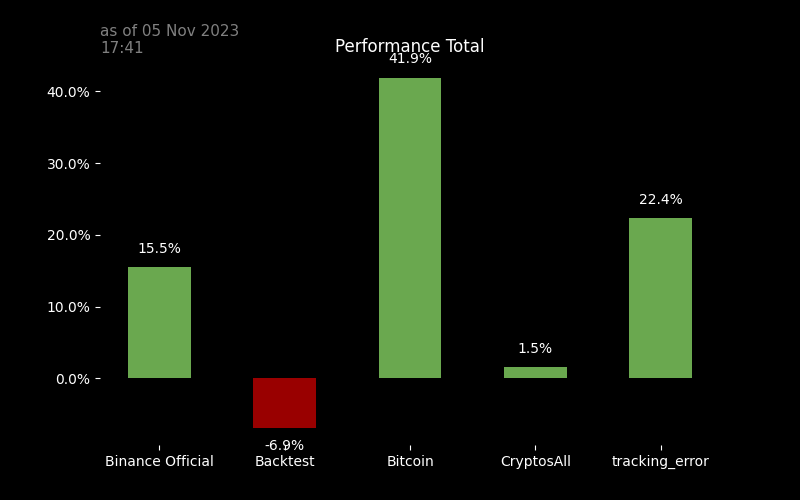 as of 05 Nov 2023
17:41
Performance Total
41.9%
40.0%
30.0%
22.4%
20.0%
15.5%
10.0%
1.5%
0.0%
-6.9%
Binance Official
Backtest
Bitcoin
CryptosAll
tracking_error